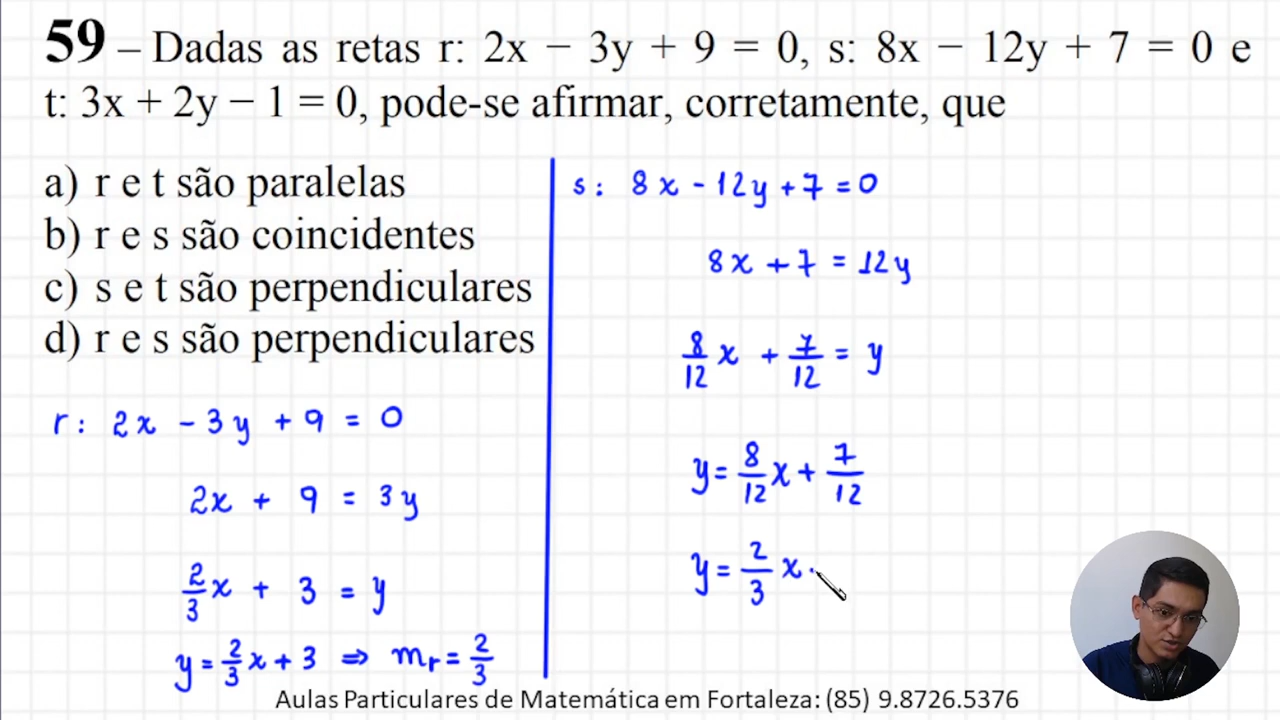 59 – Dadas as retas r: 2x − 3y + 9 = 0, s: 8x − 12y + 7 = 0 e
t: 3x + 2y − 1 = 0, pode-se afirmar, corretamente, que
a) r e t são paralelas
b) r e s são coincidentes
c) s e t são perpendiculares
d) r e s são perpendiculares
r: 2x - 3y + 9 = 0
2x + 9 = 3y
2/3 x + 3 = y
y = 2/3 x + 3 ⇒ mr = 2/3
s: 8x - 12y + 7 = 0
8x + 7 = 12y
8/12 x + 7/12 = y
y = 8/12 x + 7/12
y = 2/3 x
Aulas Particulares de Matemática em Fortaleza: (85) 9.8726.5376